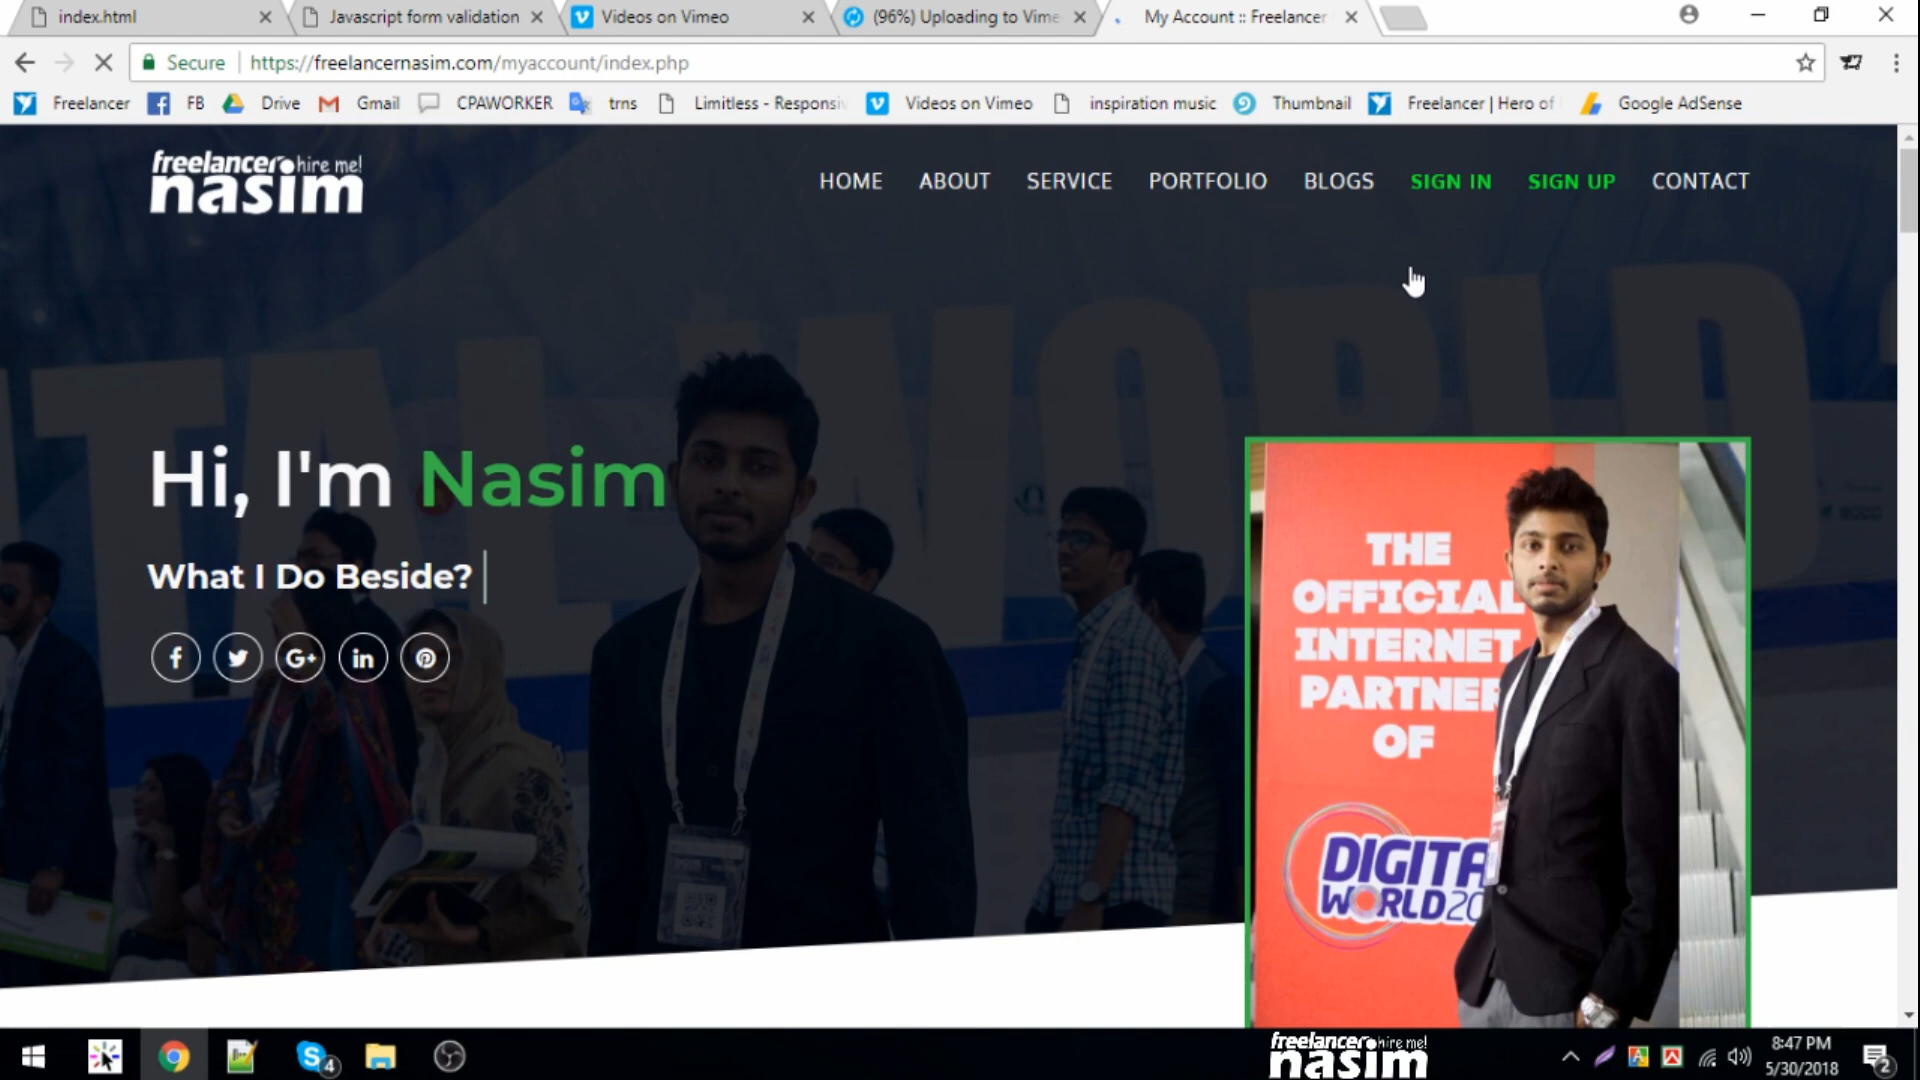 index.html
Javascript form validation
Videos on Vimeo
(96%) Uploading to Vime
My Account :: Freelancer
Secure
https://freelancernasim.com/myaccount/index.php
Freelancer
FB
Drive
Gmail
CPAWORKER
trns
Limitless - Responsiv
Videos on Vimeo
inspiration music
Thumbnail
Freelancer | Hero of
Google AdSense
freelancer hire me!
nasim
HOME
ABOUT
SERVICE
PORTFOLIO
BLOGS
SIGN IN
SIGN UP
CONTACT
Hi, I'm Nasim
What I Do Beside?
THE
OFFICIAL
INTERNET
PARTNER
OF
DIGITA
WORLD 20
freelancer hire me!
nasim
4
8:47 PM
5/30/2018
2